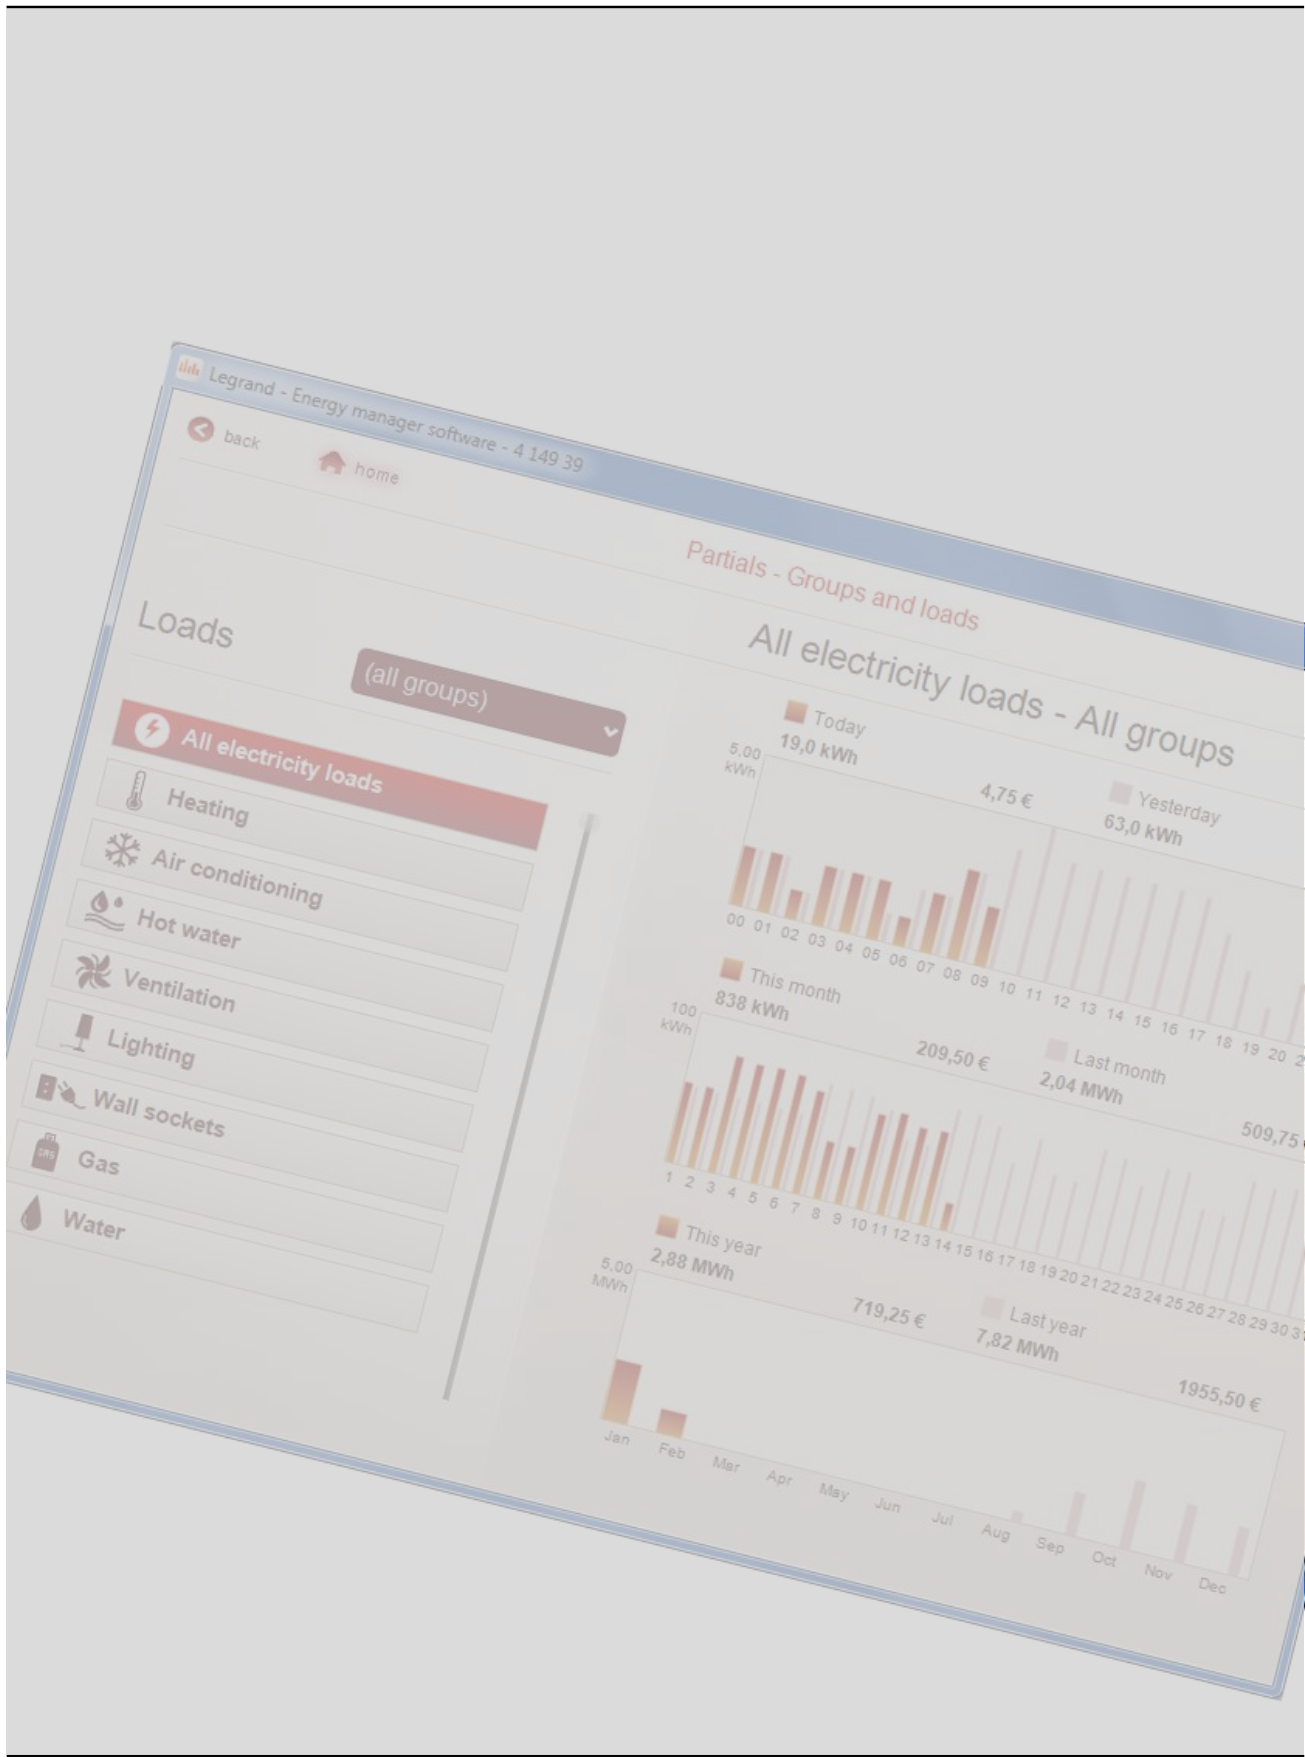 Legrand - Energy manager software - 4 149 39
back
home
Partials - Groups and loads
Loads
(all groups)
All electricity loads
Heating
Air conditioning
Hot water
Ventilation
Lighting
Wall sockets
GAS
Gas
Water
All electricity loads - All groups
Today
19,0 kWh
4,75 €
Yesterday
63,0 kWh
5,00
kWh
00 01 02 03 04 05 06 07 08 09 10 11 12 13 14 15 16 17 18 19 20
This month
838 kWh
209,50 €
Last month
2,04 MWh
509,75
100
kWh
1 2 3 4 5 6 7 8 9 10 11 12 13 14 15 16 17 18 19 20 21 22 23 24 25 26 27 28 29 30 31
This year
2,88 MWh
719,25 €
Last year
7,82 MWh
1955,50 €
5,00
MWh
Jan Feb Mar Apr May Jun Jul Aug Sep Oct Nov Dec